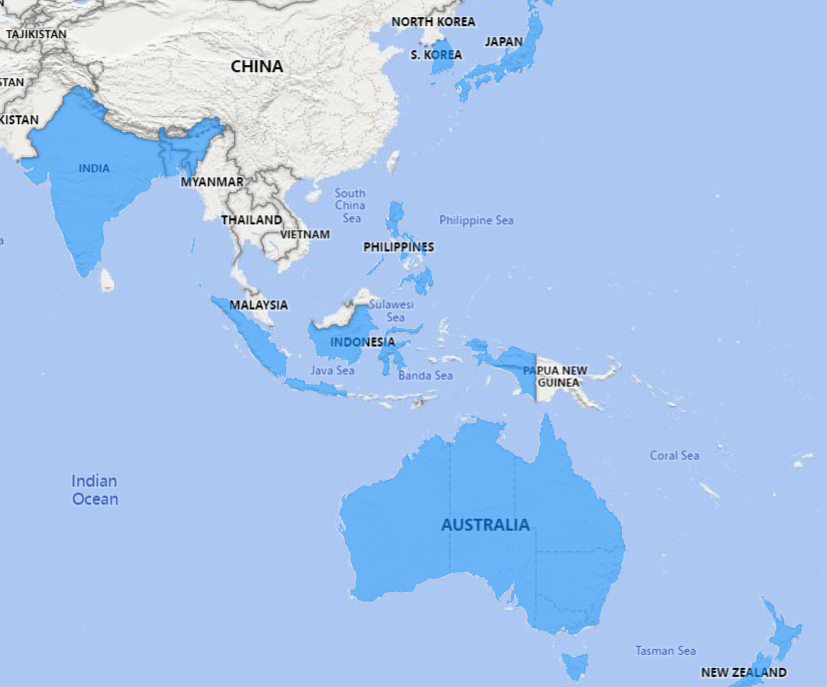 NORTH KOREA
TAJIKISTAN
JAPAN
S. KOREA
CHINA
STAN
KISTAN
INDIA
MYANMAR
South
China
Sea
THAILAND
Philippine Sea
VIETNAM
PHILIPPINES
MALAYSIA
Sulawesi
Sea
INDONESIA
Java Sea
Banda Sea
PAPUA NEW
GUINEA
Coral Sea
Indian
Ocean
AUSTRALIA
Tasman Sea
NEW ZEALAND